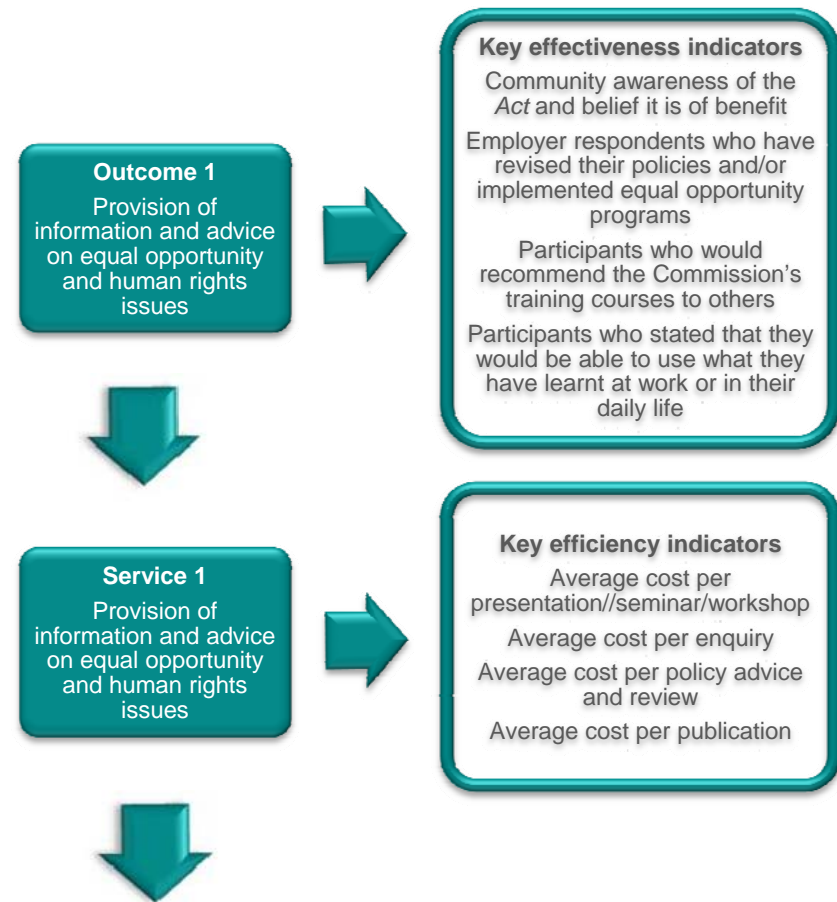 Outcome 1
Provision of
information and advice
on equal opportunity
and human rights
issues
Key effectiveness indicators
Community awareness of the
Act and belief it is of benefit
Employer respondents who have
revised their policies and/or
implemented equal opportunity
programs
Participants who would
recommend the Commission's
training courses to others
Participants who stated that they
would be able to use what they
have learnt at work or in their
daily life
Service 1
Provision of
information and advice
on equal opportunity
and human rights
issues
Key efficiency indicators
Average cost per
presentation//seminar/workshop
Average cost per enquiry
Average cost per policy advice
and review
Average cost per publication